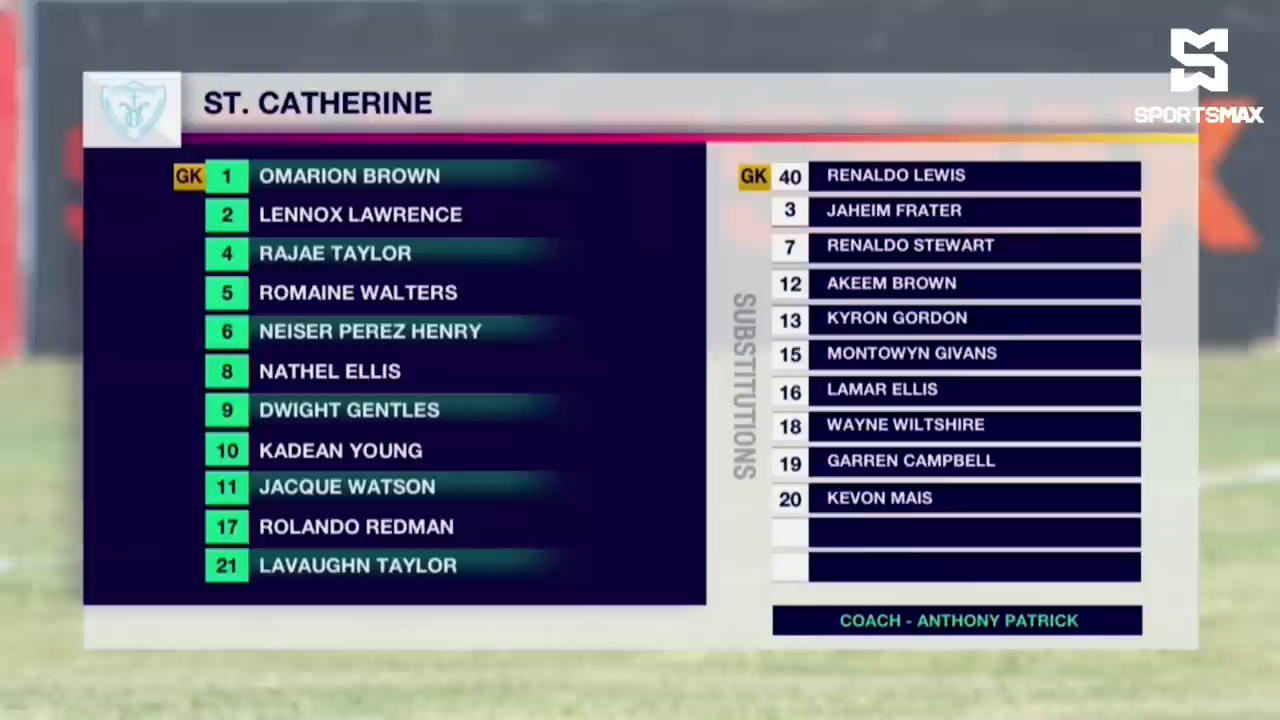 SPORTSMAX
ST. CATHERINE
GK 1 OMARION BROWN
2 LENNOX LAWRENCE
4 RAJAE TAYLOR
5 ROMAINE WALTERS
6 NEISER PEREZ HENRY
8 NATHEL ELLIS
9 DWIGHT GENTLES
10 KADEAN YOUNG
11 JACQUE WATSON
17 ROLANDO REDMAN
21 LAVAUGHN TAYLOR
SUBSTITUTIONS
GK 40 RENALDO LEWIS
3 JAHEIM FRATER
7 RENALDO STEWART
12 AKEEM BROWN
13 KYRON GORDON
15 MONTOWYN GIVANS
16 LAMAR ELLIS
18 WAYNE WILTSHIRE
19 GARREN CAMPBELL
20 KEVON MAIS
COACH - ANTHONY PATRICK